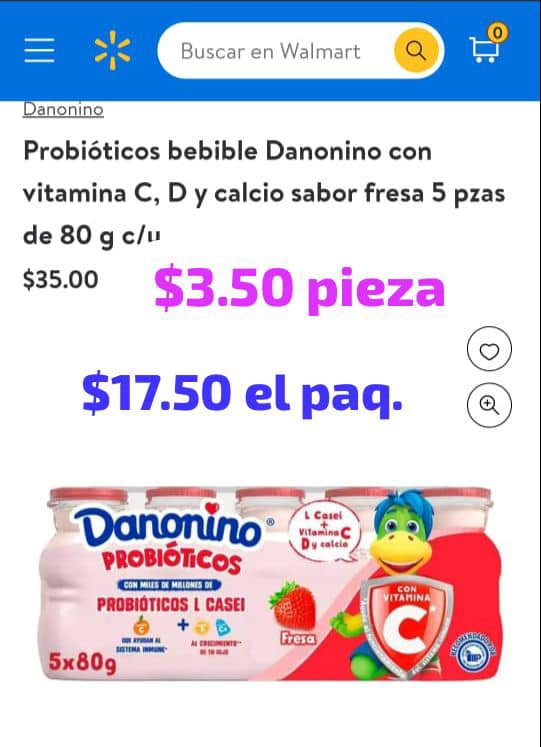 Buscar en Walmart
0
Danonino
Probióticos bebible Danonino con
vitamina C, D y calcio sabor fresa 5 pzas
de 80 g c/u
$35.00
$3.50 pieza
$17.50 el paq.
Danonino®
PROBIÓTICOS
CON MILES DE MILLONES DE
PROBIÓTICOS L CASEI
C + D
QUE AYUDAN AL
SISTEMA INMUNE*
AL CRECIMIENTO**
DE TU HIJO
5x80g
L Casei
+
Vitamina C
D y calcio
Fresa
CON
VITAMINA
C
RECOMENDADO POR